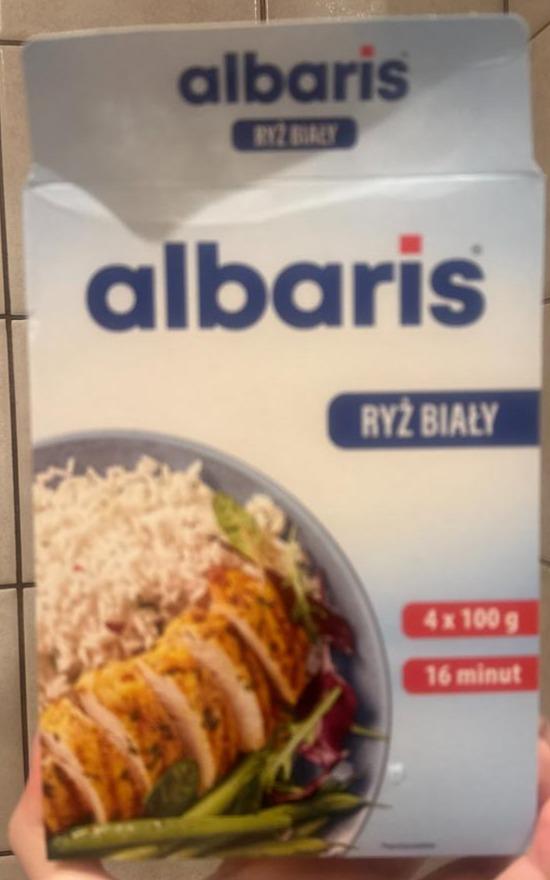 albaris
RYŻ BIAŁY
albaris
RYŻ BIAŁY
4 x 100 g
16 minut